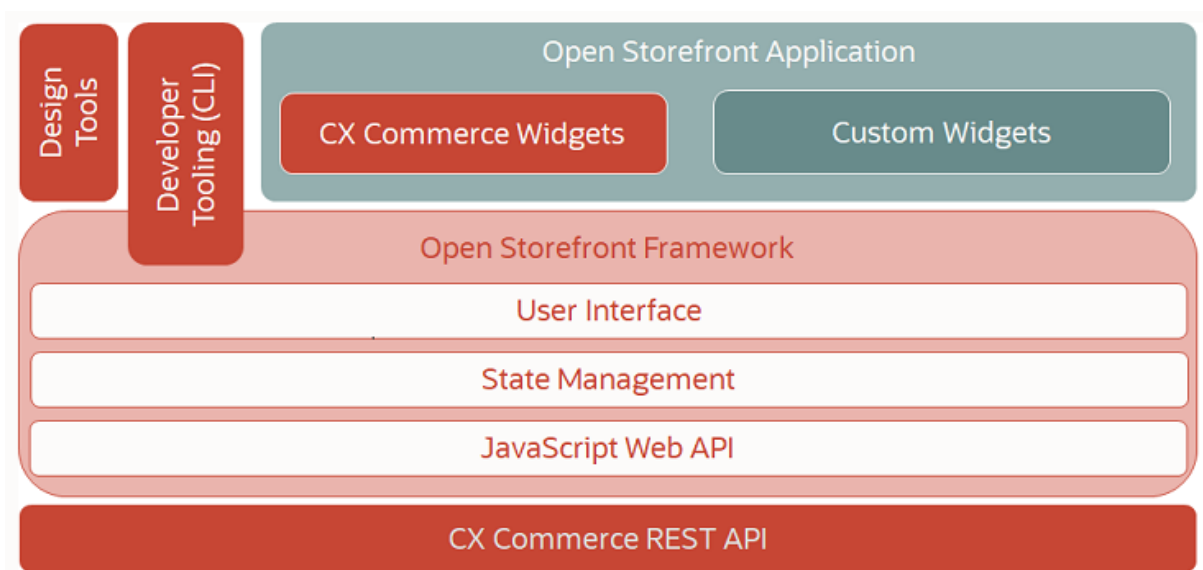 Design
Tools
Developer
Tooling (CLI)
Open Storefront Application
CX Commerce Widgets
Custom Widgets
Open Storefront Framework
User Interface
State Management
JavaScript Web API
CX Commerce REST API